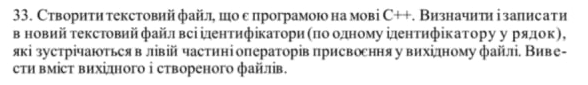 33. Створити текстовий файл, що є програмою на мові С++. Визначити і записати
в новий текстовий файл всі ідентифікатори (по одному ідентифікатору у рядок),
які зустрічаються в лівій частині операторів присвоєння у вихідному файлі. Виве-
сти вміст вихідного і створеного файлів.